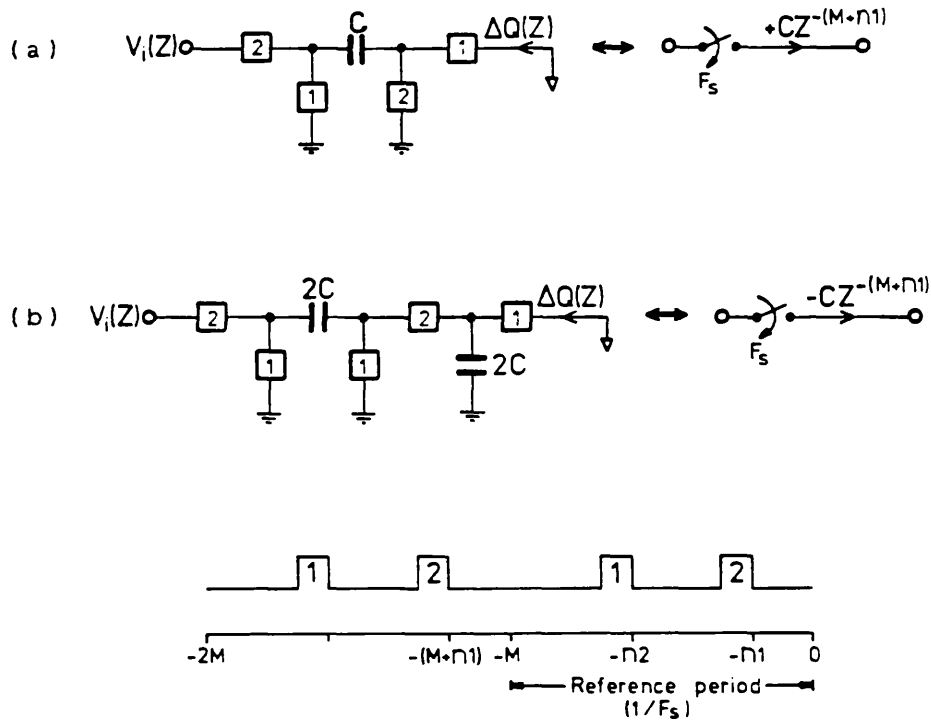 (a) Vi(Z) 2 1 C 2 1 ΔQ(Z) +CZ^-(M+n1) Fs
(b) Vi(Z) 2 1 2C 1 2 2C 1 ΔQ(Z) -CZ^-(M+n1) Fs
1 2 1 2
-2M -(M+n1) -M -n2 -n1 0
Reference period
(1/Fs)